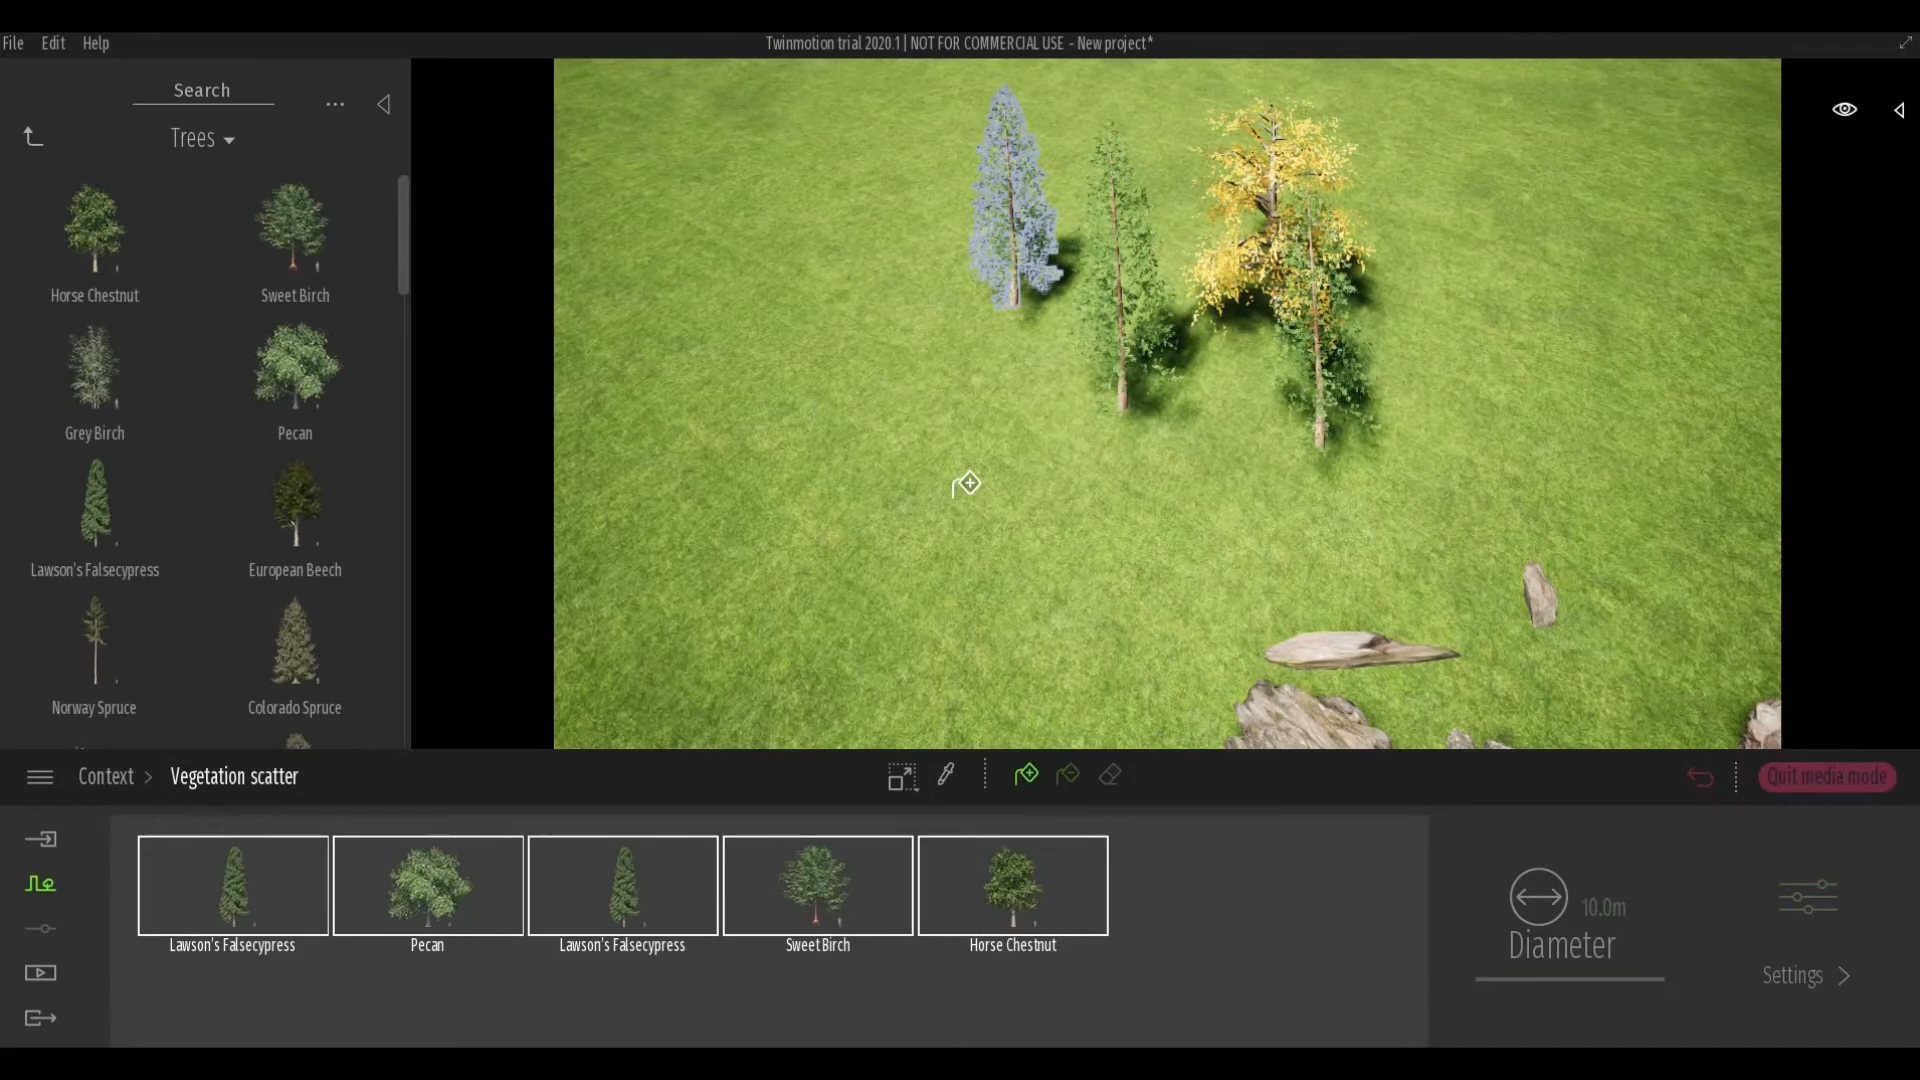 File Edit Help
Twinmotion trial 2020.1 | NOT FOR COMMERCIAL USE - New project*
Search
...
Trees
Horse Chestnut
Sweet Birch
Grey Birch
Pecan
Lawson's Falsecypress
European Beech
Norway Spruce
Colorado Spruce
Context > Vegetation scatter
Quit media mode
Lawson's Falsecypress
Pecan
Lawson's Falsecypress
Sweet Birch
Horse Chestnut
10.0m
Diameter
Settings